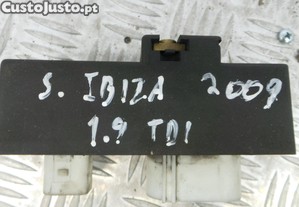 CustoJusto.pt
S. IBIZA 2009
1.9 TDI